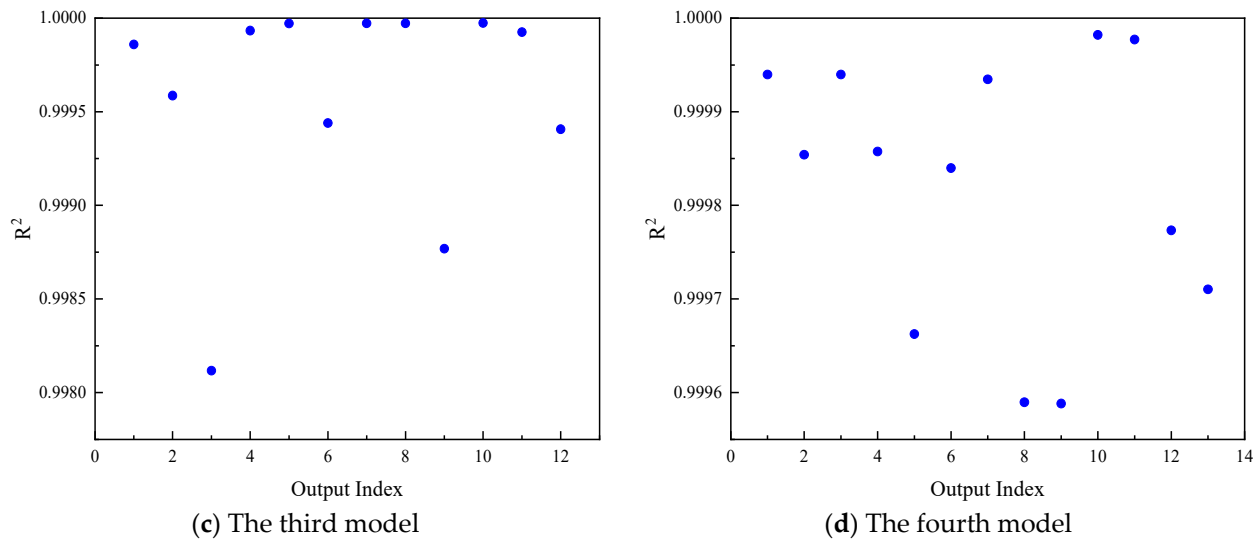 1.0000
0.9995
0.9990
0.9985
0.9980
R²
0 2 4 6 8 10 12
Output Index
(c) The third model
1.0000
0.9999
0.9998
0.9997
0.9996
R²
0 2 4 6 8 10 12 14
Output Index
(d) The fourth model